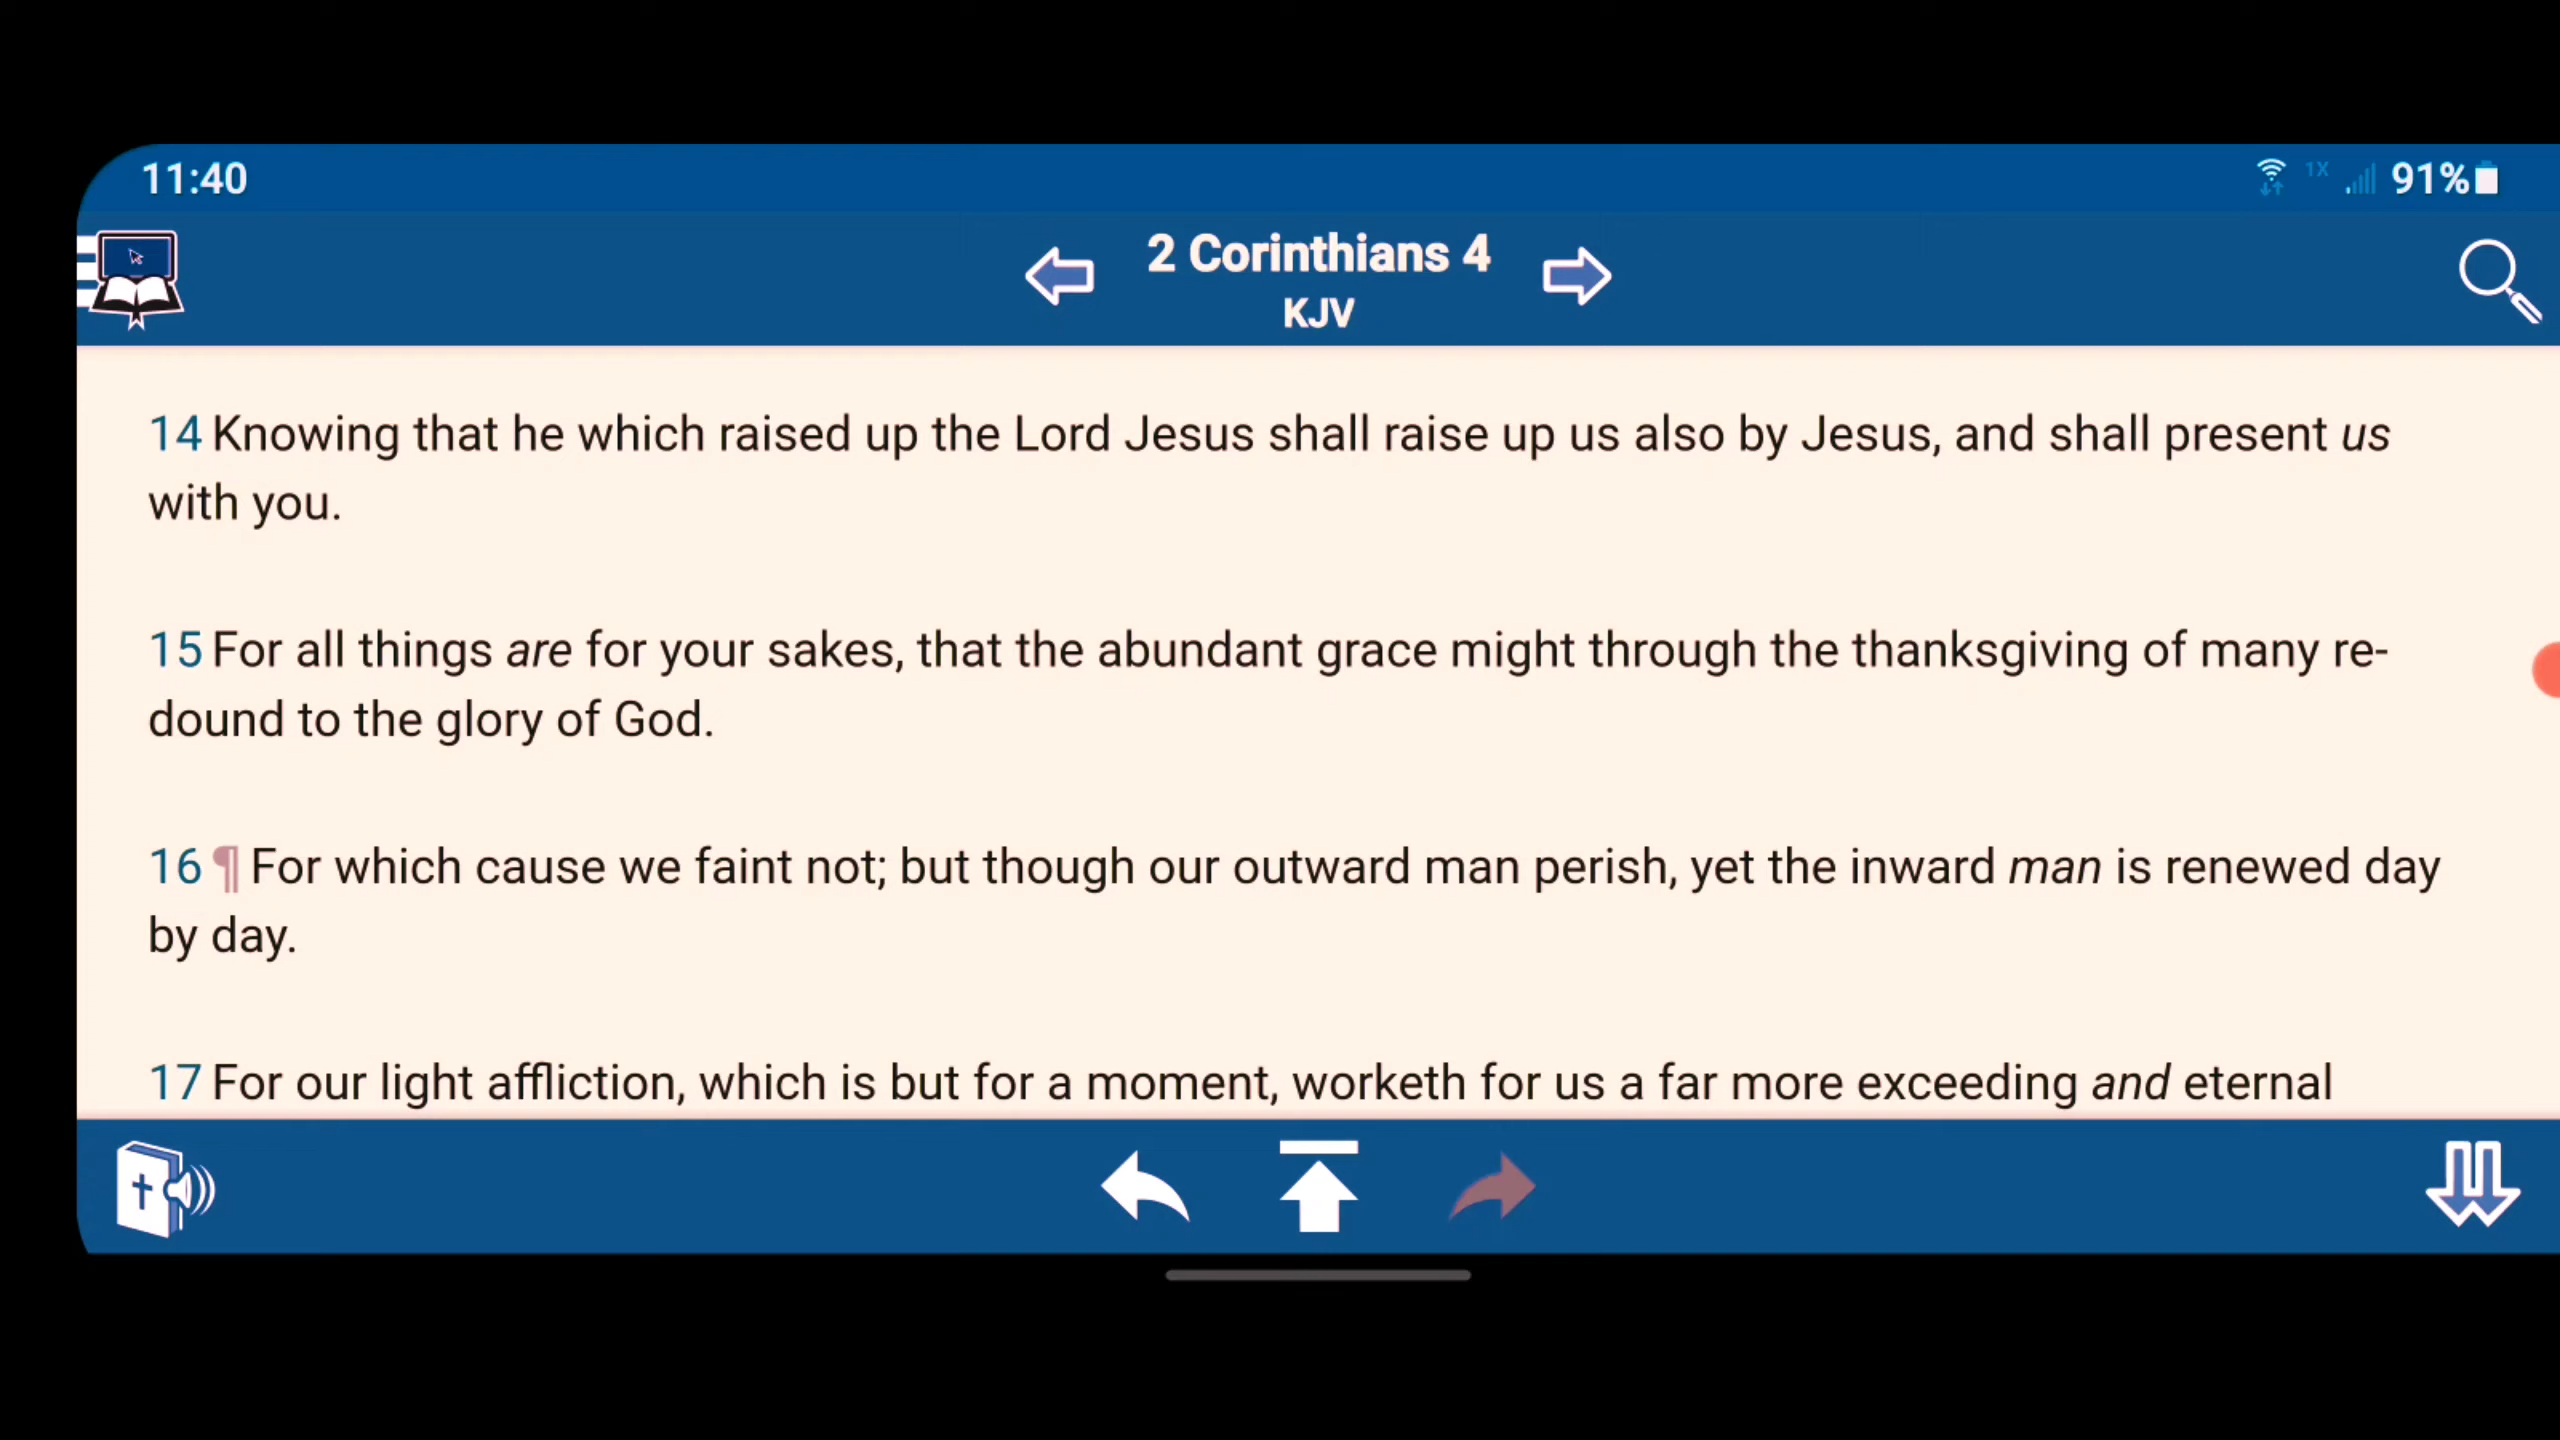 11:40
1X 91%
2 Corinthians 4
KJV
14 Knowing that he which raised up the Lord Jesus shall raise up us also by Jesus, and shall present us
with you.
15 For all things are for your sakes, that the abundant grace might through the thanksgiving of many re-
dound to the glory of God.
16 ¶ For which cause we faint not; but though our outward man perish, yet the inward man is renewed day
by day.
17 For our light affliction, which is but for a moment, worketh for us a far more exceeding and eternal